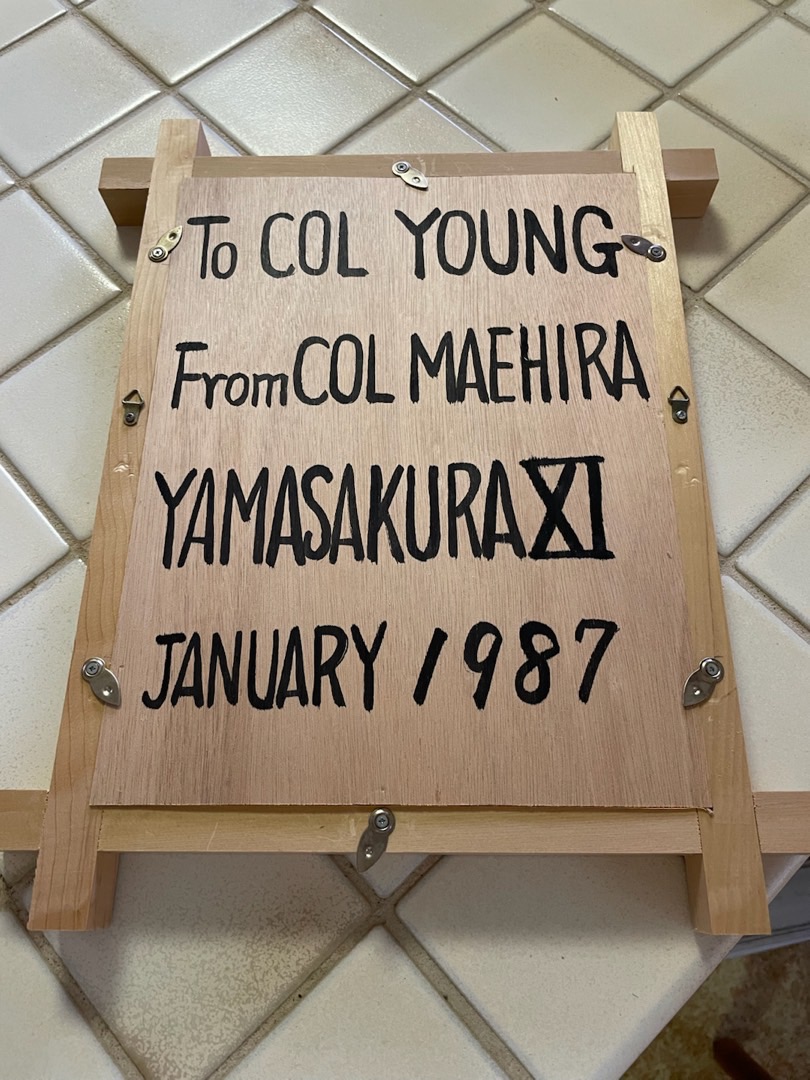 To COL YOUNG
From COL MAEHIRA
YAMASAKURA XI
JANUARY 1987